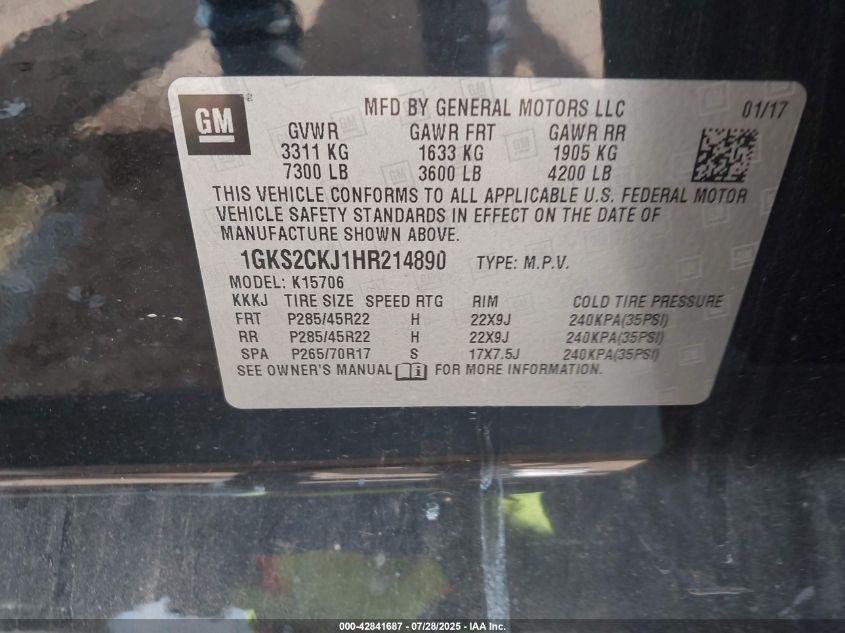 GM
MFD BY GENERAL MOTORS LLC 01/17
GVWR GAWR FRT GAWR RR
3311 KG 1633 KG 1905 KG
7300 LB 3600 LB 4200 LB
THIS VEHICLE CONFORMS TO ALL APPLICABLE U.S. FEDERAL MOTOR
VEHICLE SAFETY STANDARDS IN EFFECT ON THE DATE OF
MANUFACTURE SHOWN ABOVE.
1GKS2CKJ1HR214890 TYPE: M.P.V.
MODEL: K15706
KKKJ TIRE SIZE SPEED RTG RIM COLD TIRE PRESSURE
FRT P285/45R22 H 22X9J 240KPA(35PSI)
RR P285/45R22 H 22X9J 240KPA(35PSI)
SPA P265/70R17 S 17X7.5J 240KPA(35PSI)
SEE OWNER'S MANUAL FOR MORE INFORMATION.
000-42841687 - 07/28/2025 - IAA Inc.